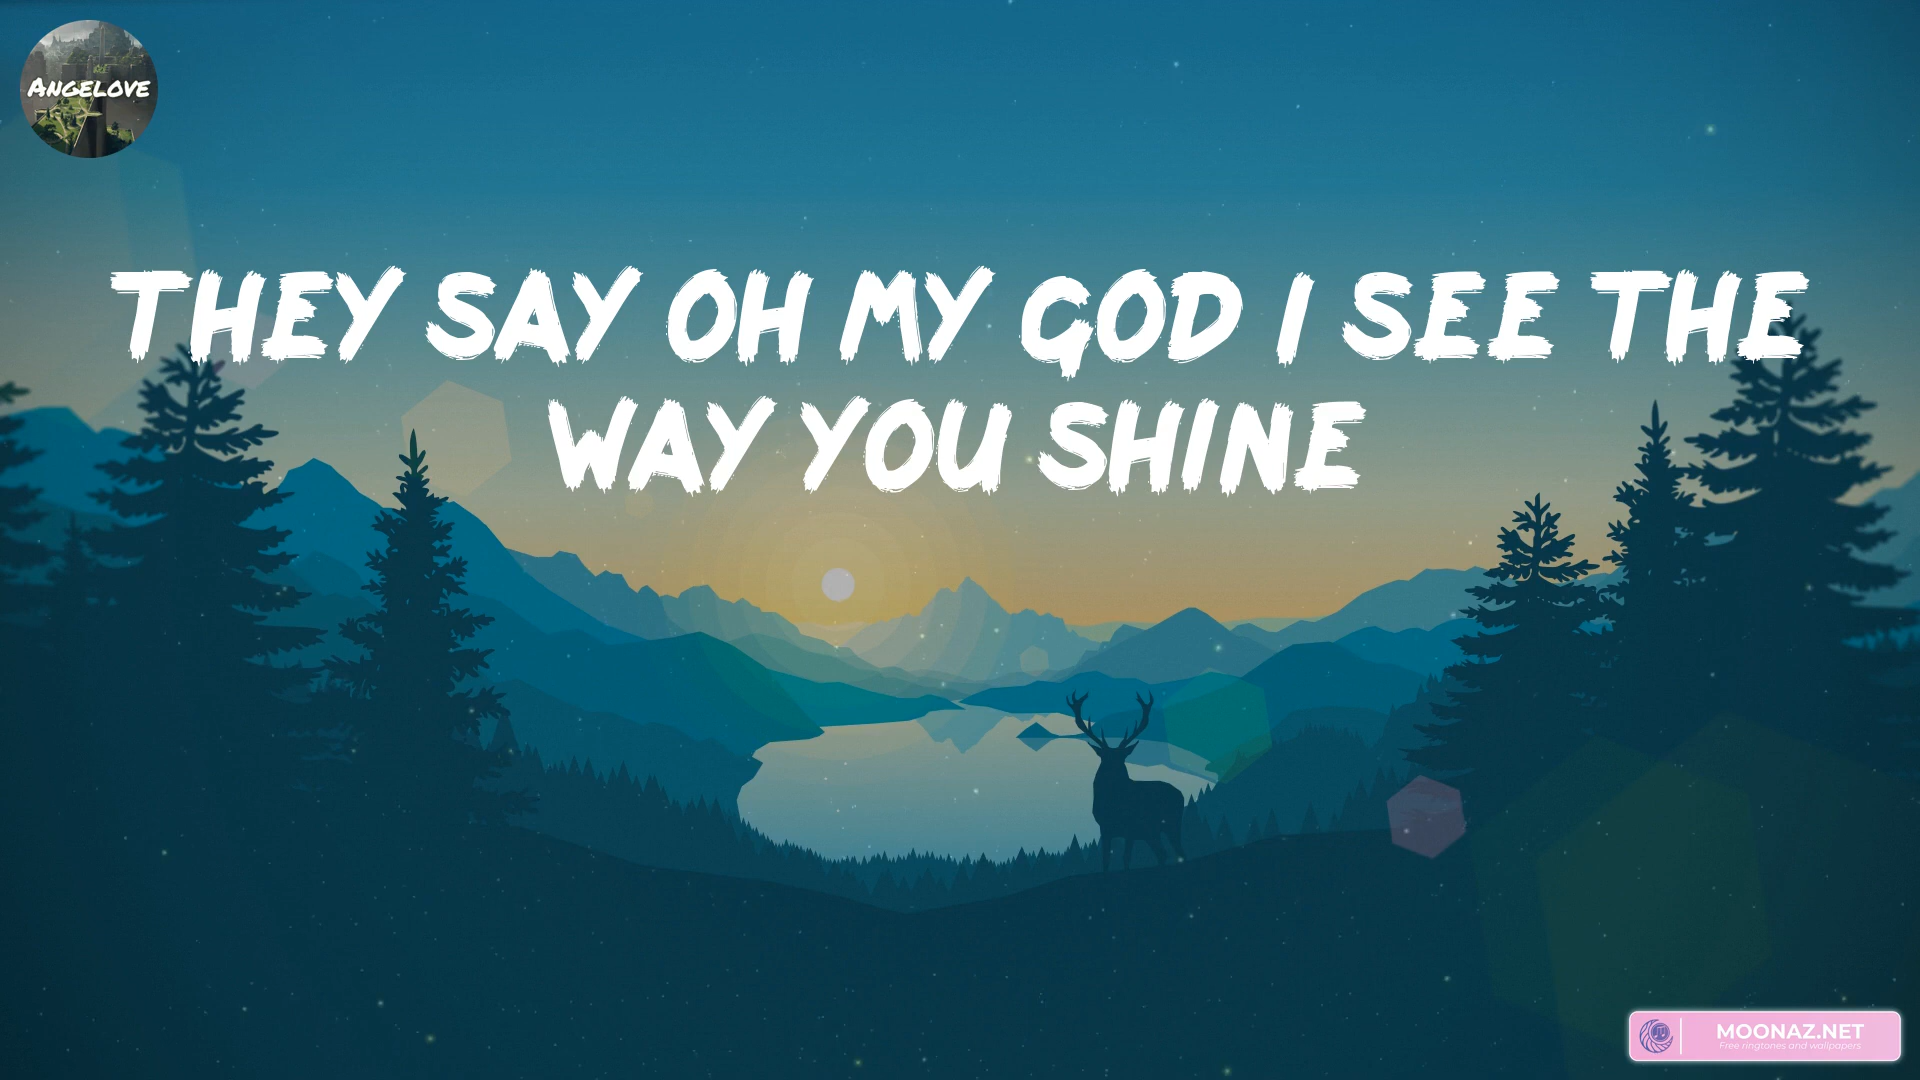 Angelove
THEY SAY OH MY GOD I SEE THE
WAY YOU SHINE
MOONAZ.NET
Free ringtones and wallpapers